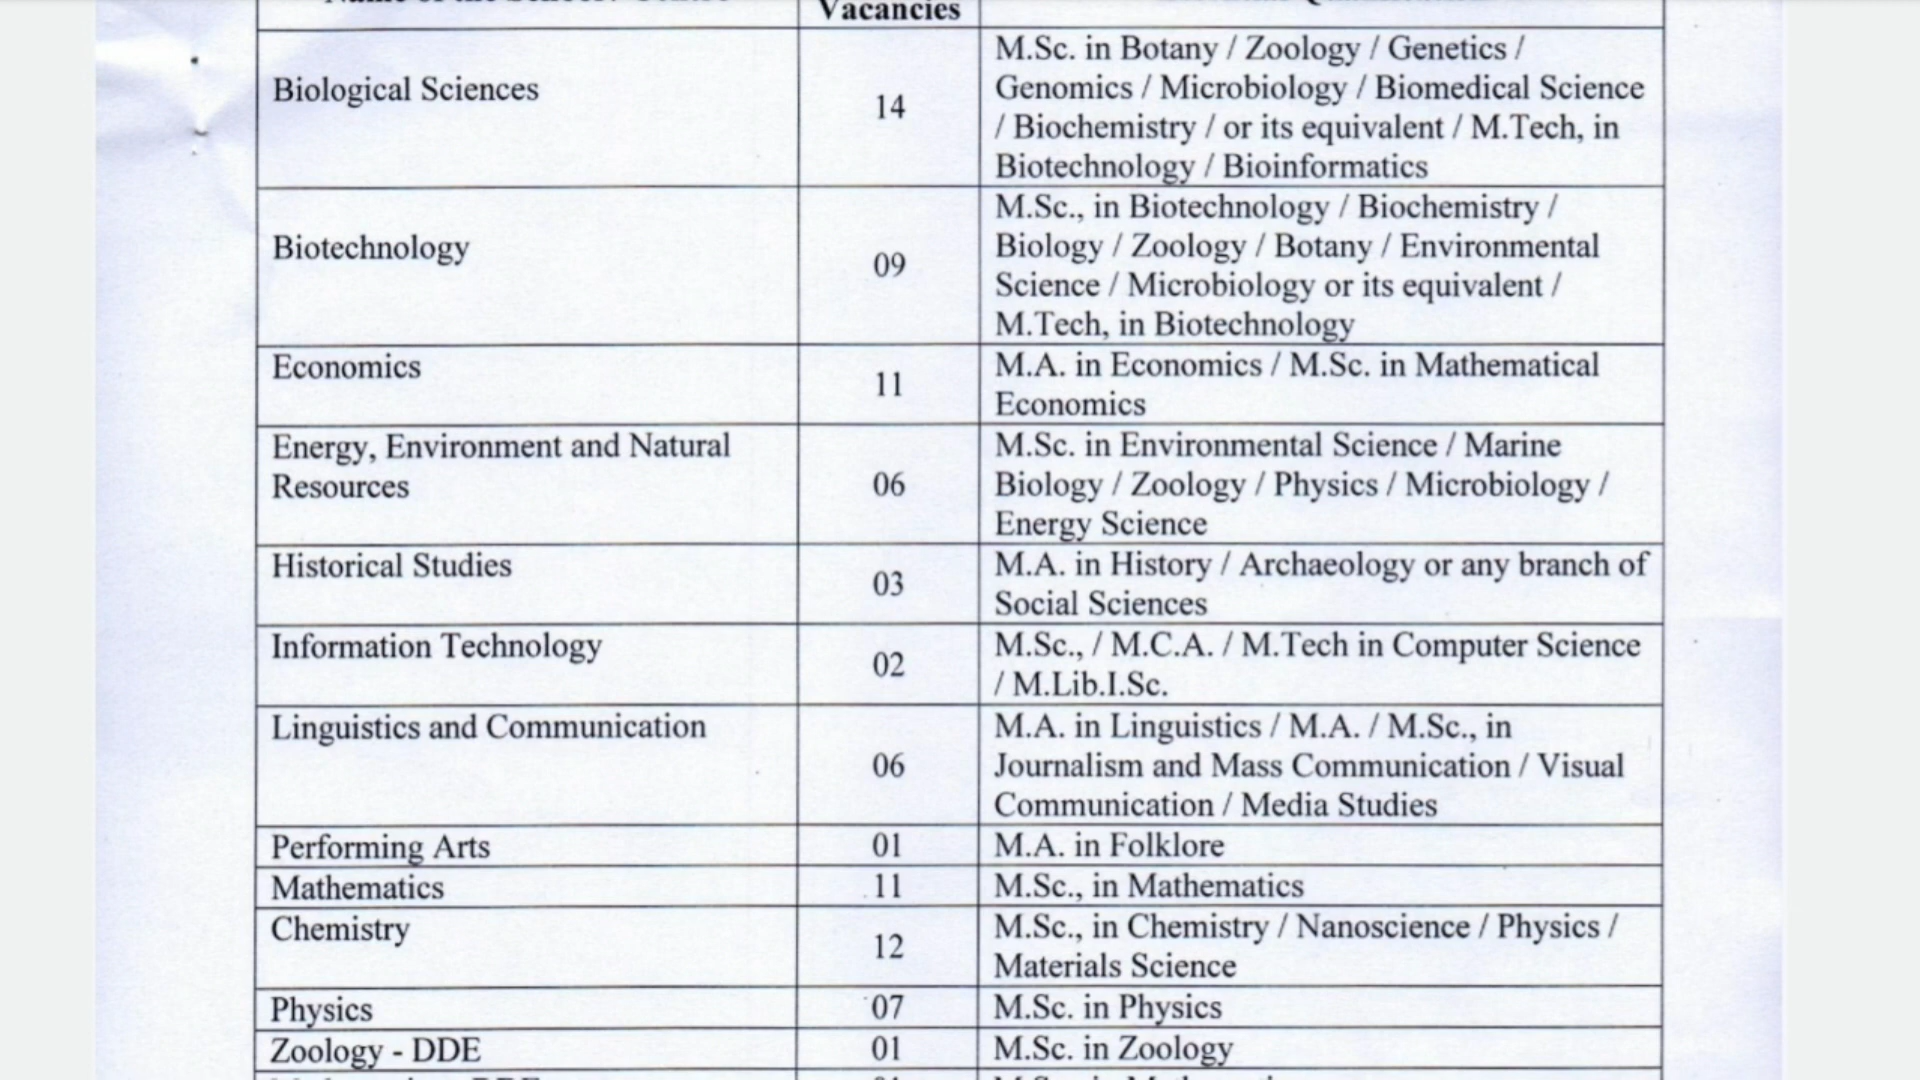 Vacancies
Biological Sciences
14
M.Sc. in Botany / Zoology / Genetics /
Genomics / Microbiology / Biomedical Science
/ Biochemistry / or its equivalent / M.Tech, in
Biotechnology / Bioinformatics
Biotechnology
09
M.Sc., in Biotechnology / Biochemistry /
Biology / Zoology / Botany / Environmental
Science / Microbiology or its equivalent /
M.Tech, in Biotechnology
Economics
11
M.A. in Economics / M.Sc. in Mathematical
Economics
Energy, Environment and Natural
Resources
06
M.Sc. in Environmental Science / Marine
Biology / Zoology / Physics / Microbiology /
Energy Science
Historical Studies
03
M.A. in History / Archaeology or any branch of
Social Sciences
Information Technology
02
M.Sc., / M.C.A. / M.Tech in Computer Science
/ M.Lib.I.Sc.
Linguistics and Communication
06
M.A. in Linguistics / M.A. / M.Sc., in
Journalism and Mass Communication / Visual
Communication / Media Studies
Performing Arts
01
M.A. in Folklore
Mathematics
11
M.Sc., in Mathematics
Chemistry
12
M.Sc., in Chemistry / Nanoscience / Physics /
Materials Science
Physics
07
M.Sc. in Physics
Zoology - DDE
01
M.Sc. in Zoology